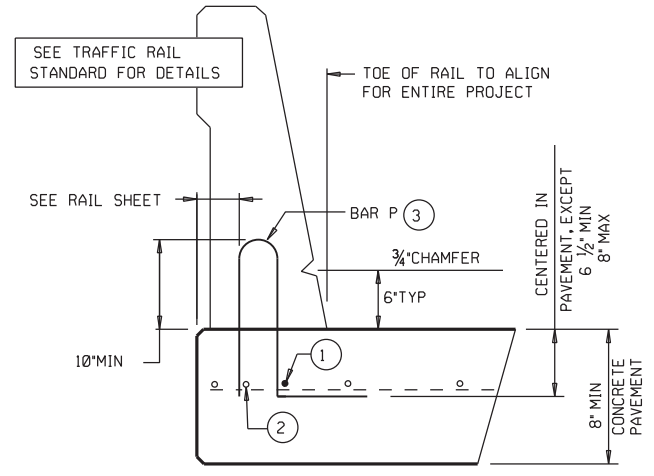 SEE TRAFFIC RAIL
STANDARD FOR DETAILS
TOE OF RAIL TO ALIGN
FOR ENTIRE PROJECT
SEE RAIL SHEET
BAR P 3
¾"CHAMFER
6"TYP
CENTERED IN
PAVEMENT, EXCEPT
6 ½" MIN
8" MAX
10"MIN
1
2
8" MIN
CONCRETE
PAVEMENT